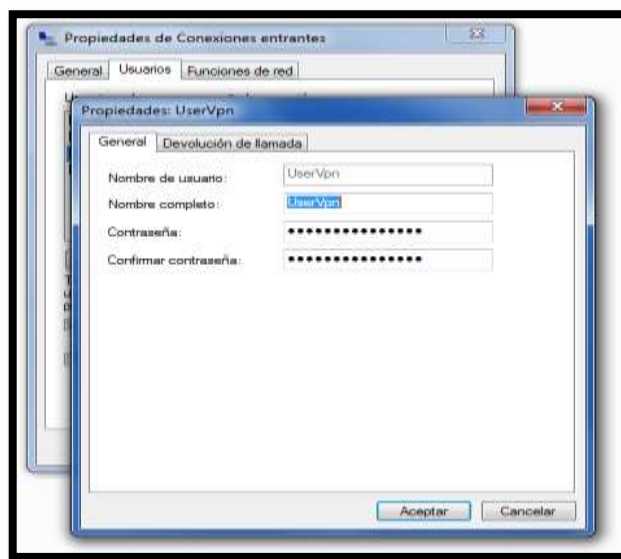 Propiedades de Conexiones entrantes
General Usuarios Funciones de red
Propiedades: UserVpn
General Devolución de llamada
Nombre de usuario: UserVpn
Nombre completo: UserVpn
Contraseña: ●●●●●●●●●●●●●●●
Confirmar contraseña: ●●●●●●●●●●●●●●●
Aceptar Cancelar